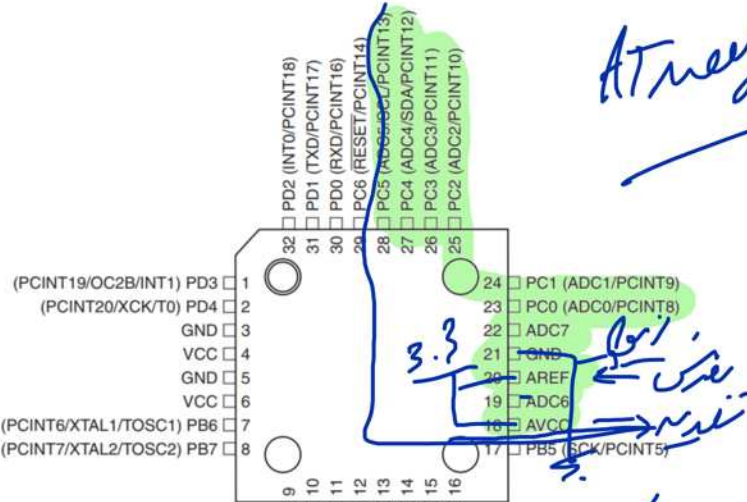 PD2 (INT0/PCINT18)
PD1 (TXD/PCINT17)
PD0 (RXD/PCINT16)
PC6 (RESET/PCINT14)
PC5 (ADC5/SCL/PCINT13)
PC4 (ADC4/SDA/PCINT12)
PC3 (ADC3/PCINT11)
PC2 (ADC2/PCINT10)
32 31 30 29 28 27 26 25
(PCINT19/OC2B/INT1) PD3 1
(PCINT20/XCK/T0) PD4 2
GND 3
VCC 4
GND 5
VCC 6
(PCINT6/XTAL1/TOSC1) PB6 7
(PCINT7/XTAL2/TOSC2) PB7 8
24 PC1 (ADC1/PCINT9)
23 PC0 (ADC0/PCINT8)
22 ADC7
21 GND
20 AREF
19 ADC6
18 AVCC
17 PB5 (SCK/PCINT5)
3.3
9 10 11 12 13 14 15 16